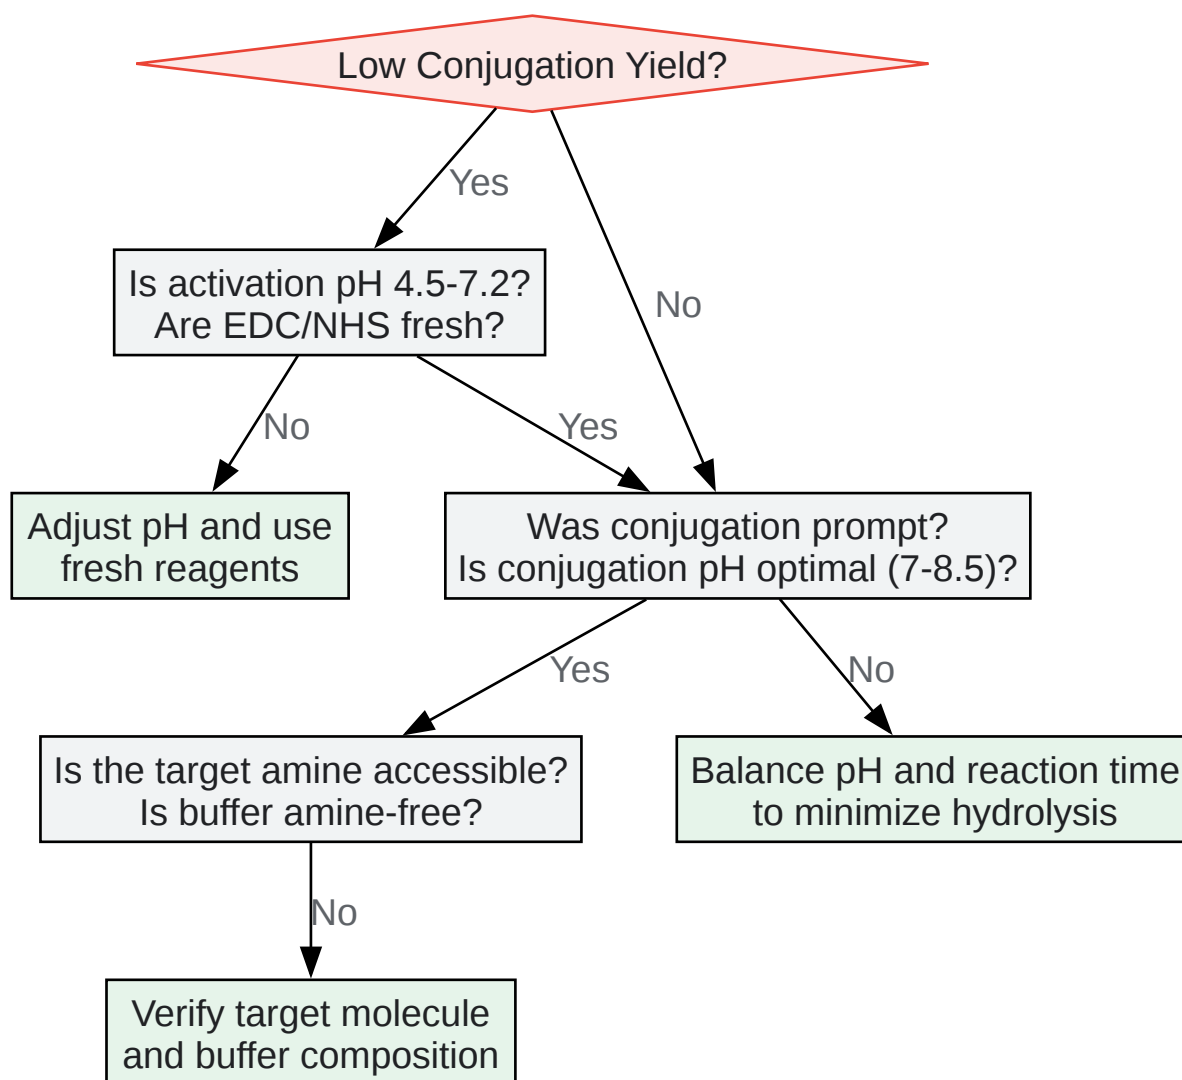 Low Conjugation Yield?
Yes
No
Is activation pH 4.5-7.2?
Are EDC/NHS fresh?
No
Yes
Adjust pH and use
fresh reagents
Was conjugation prompt?
Is conjugation pH optimal (7-8.5)?
Yes
No
Is the target amine accessible?
Is buffer amine-free?
Balance pH and reaction time
to minimize hydrolysis
No
Verify target molecule
and buffer composition